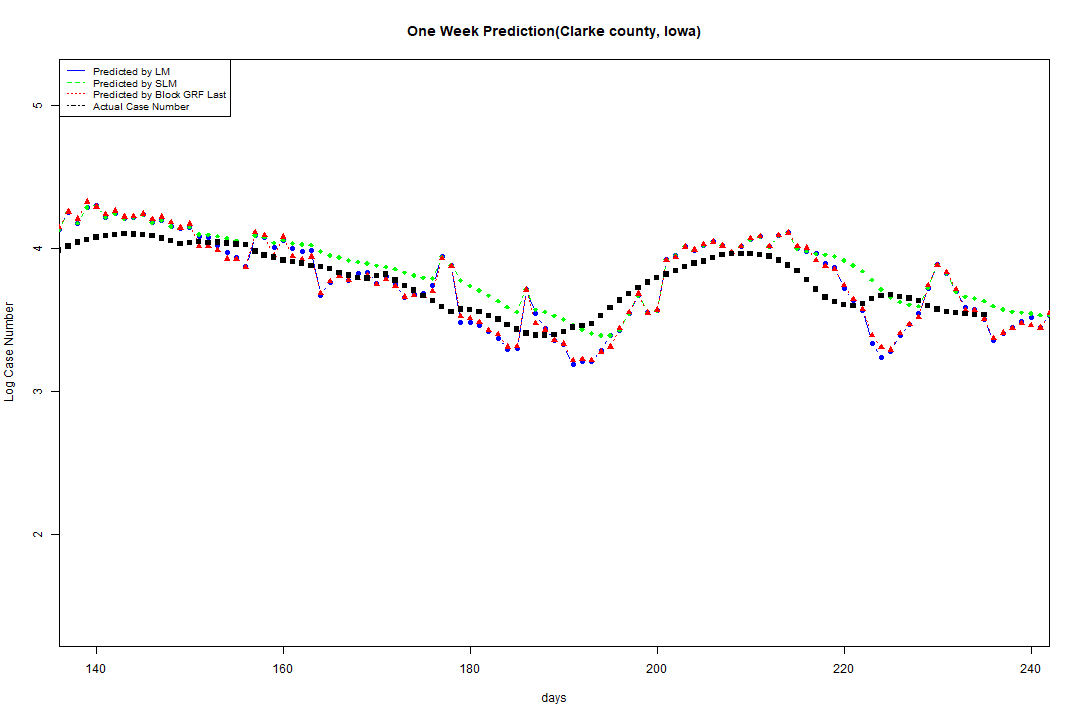 One Week Prediction(Clarke county, Iowa)
Predicted by LM
Predicted by SLM
Predicted by Block GRF Last
Actual Case Number
5
4
3
2
Log Case Number
140 160 180 200 220 240
days